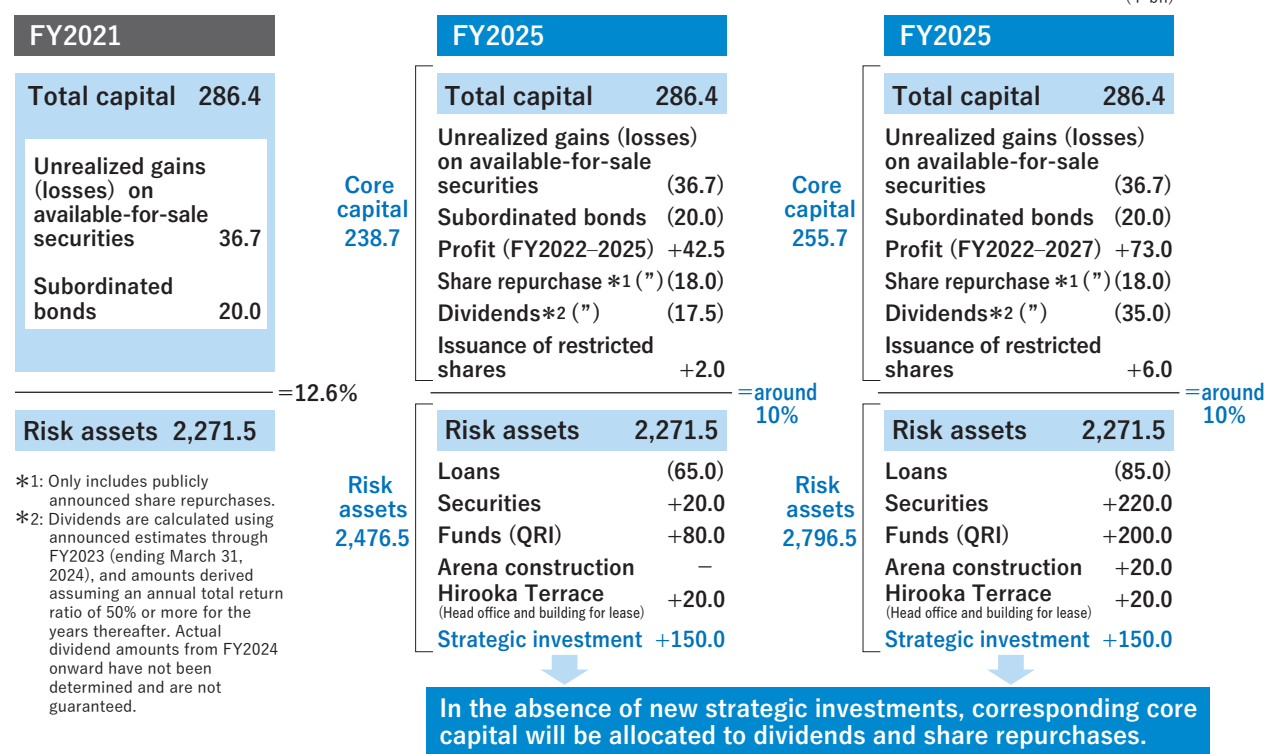 FY2021
Total capital 286.4
Unrealized gains
(losses) on
available-for-sale
securities 36.7
Subordinated
bonds 20.0
=12.6%
Risk assets 2,271.5
*1: Only includes publicly
announced share repurchases.
*2: Dividends are calculated using
announced estimates through
FY2023 (ending March 31,
2024), and amounts derived
assuming an annual total return
ratio of 50% or more for the
years thereafter. Actual
dividend amounts from FY2024
onward have not been
determined and are not
guaranteed.
FY2025
Core
capital
238.7
Total capital 286.4
Unrealized gains (losses)
on available-for-sale
securities (36.7)
Subordinated bonds (20.0)
Profit (FY2022–2025) +42.5
Share repurchase *1 (”) (18.0)
Dividends*2 (”) (17.5)
Issuance of restricted
shares +2.0
=around
10%
Risk
assets
2,476.5
Risk assets 2,271.5
Loans (65.0)
Securities +20.0
Funds (QRI) +80.0
Arena construction –
Hirooka Terrace +20.0
(Head office and building for lease)
Strategic investment +150.0
FY2025
Core
capital
255.7
Total capital 286.4
Unrealized gains (losses)
on available-for-sale
securities (36.7)
Subordinated bonds (20.0)
Profit (FY2022–2027) +73.0
Share repurchase *1 (”) (18.0)
Dividends*2 (”) (35.0)
Issuance of restricted
shares +6.0
=around
10%
Risk
assets
2,796.5
Risk assets 2,271.5
Loans (85.0)
Securities +220.0
Funds (QRI) +200.0
Arena construction +20.0
Hirooka Terrace +20.0
(Head office and building for lease)
Strategic investment +150.0
In the absence of new strategic investments, corresponding core
capital will be allocated to dividends and share repurchases.